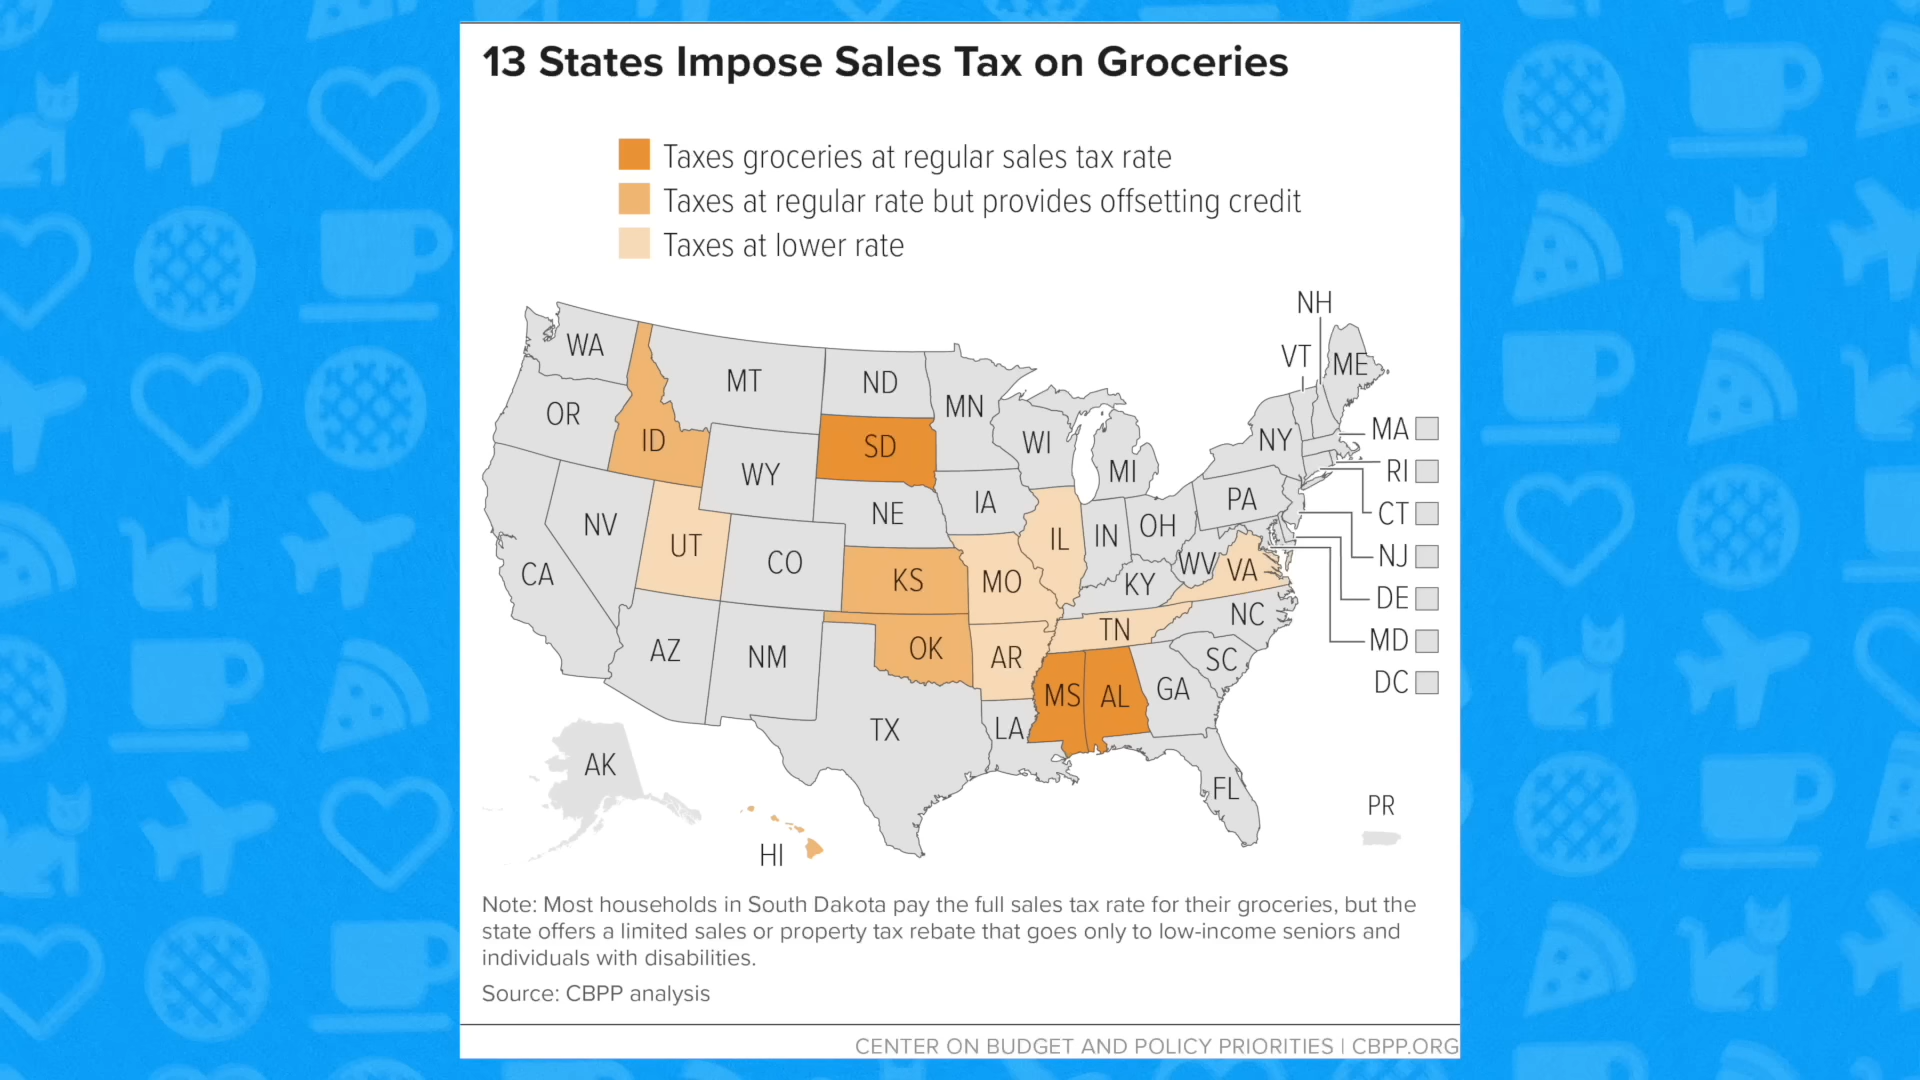 13 States Impose Sales Tax on Groceries
Taxes groceries at regular sales tax rate
Taxes at regular rate but provides offsetting credit
Taxes at lower rate
NH
WA
VT
ME
MT
ND
MN
OR
MA
ID
SD
WI
NY
MI
RI
WY
IA
PA
NE
CT
NV
OH
IN
IL
UT
NJ
CO
WV
VA
CA
KS
MO
KY
DE
NC
TN
MD
AZ
NM
OK
AR
SC
DC
MS
AL
GA
TX
LA
AK
FL
PR
HI
Note: Most households in South Dakota pay the full sales tax rate for their groceries, but the
state offers a limited sales or property tax rebate that goes only to low-income seniors and
individuals with disabilities.
Source: CBPP analysis
CENTER ON BUDGET AND POLICY PRIORITIES | CBPP.ORG